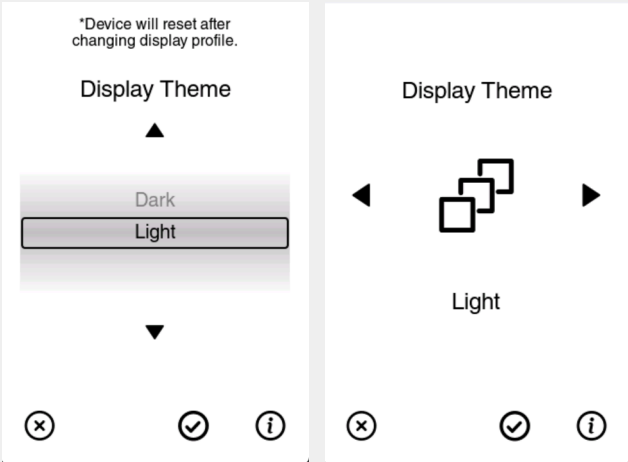 *Device will reset after
changing display profile.
Display Theme
Dark
Light
i
Display Theme
Light
i